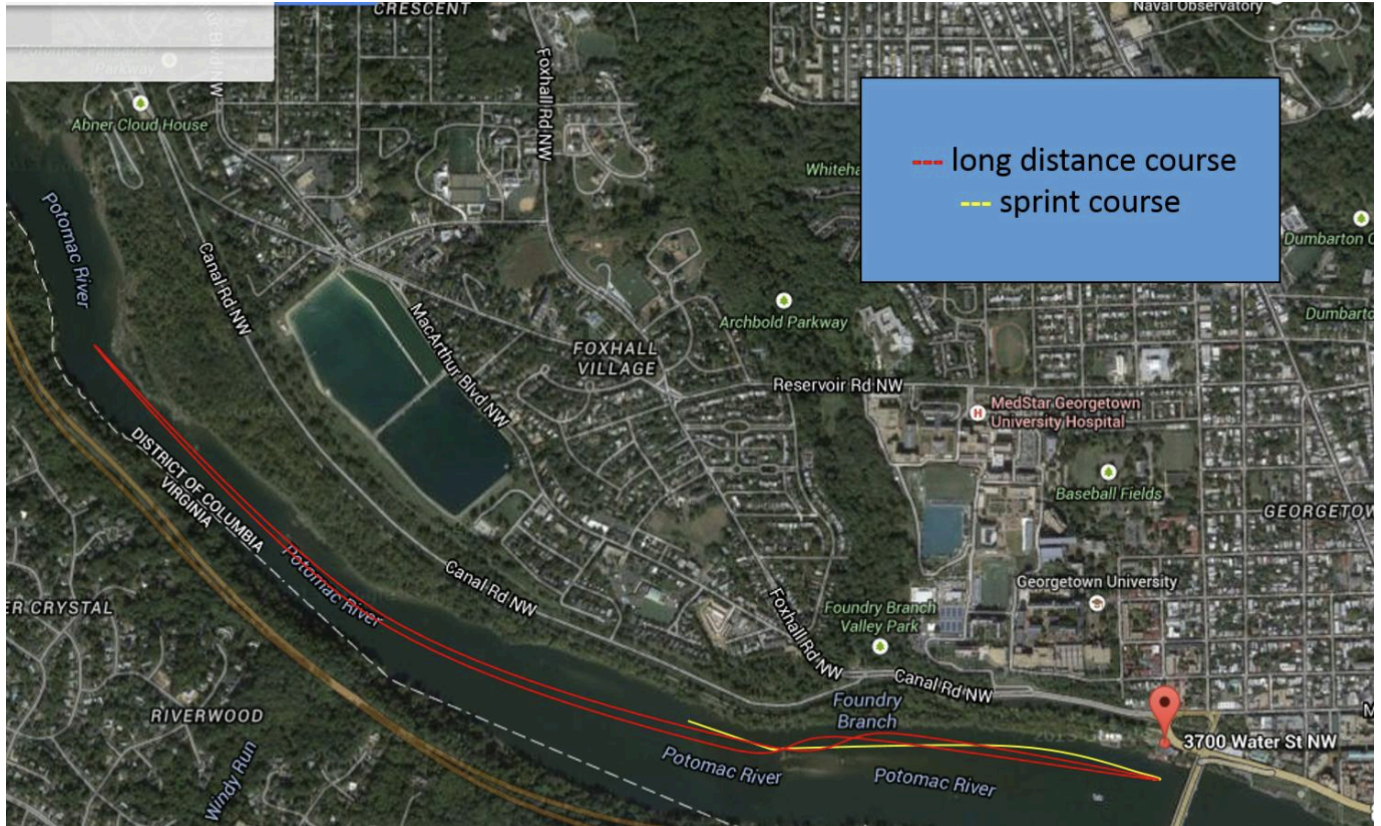 CRESCENT
Naval Observatory
Parkway
Foxhall Rd NW
Abner Cloud House
--- long distance course
--- sprint course
Whiteha
Potomac River
Canal Rd NW
Dumbarton O
MacArthur Blvd NW
Archbold Parkway
Dumbarto
FOXHALL
VILLAGE
Reservoir Rd NW
MedStar Georgetown
University Hospital
H
DISTRICT OF COLUMBIA
VIRGINIA
Baseball Fields
GEORGETOW
Potomac River
Canal Rd NW
Georgetown University
ER CRYSTAL
Foxhall Rd NW
Foundry Branch
Valley Park
Canal Rd NW
RIVERWOOD
Foundry
Branch
M
3700 Water St NW
Windy Run
Potomac River
Potomac River